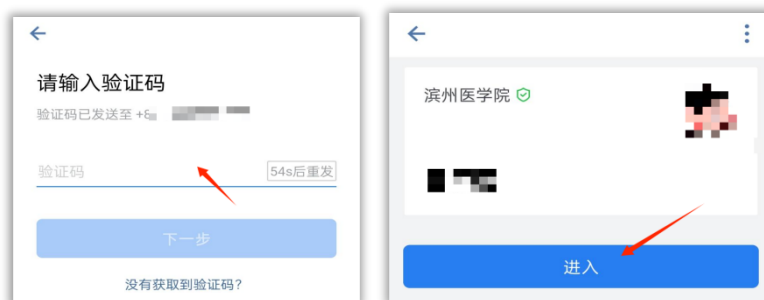 请输入验证码
验证码已发送至 +8
验证码
54s后重发
下一步
没有获取到验证码?
滨州医学院
进入